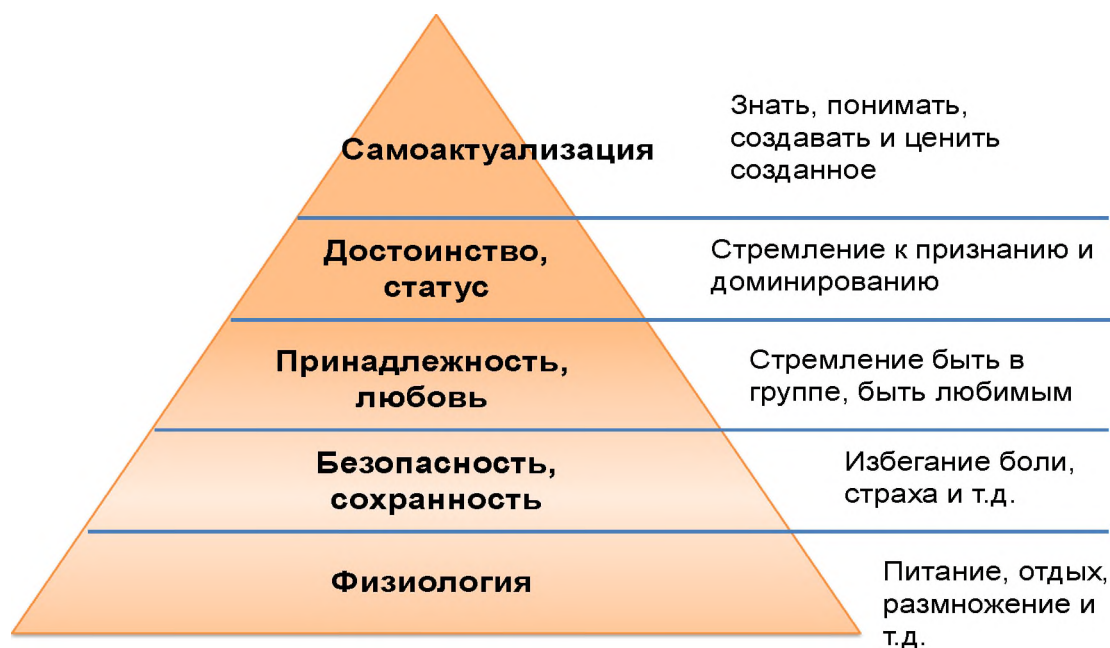 Самоактуализация
Знать, понимать,
создавать и ценить
созданное
Достоинство,
статус
Стремление к признанию и
доминированию
Принадлежность,
любовь
Стремление быть в
группе, быть любимым
Безопасность,
сохранность
Избегание боли,
страха и т.д.
Физиология
Питание, отдых,
размножение и
т.д.